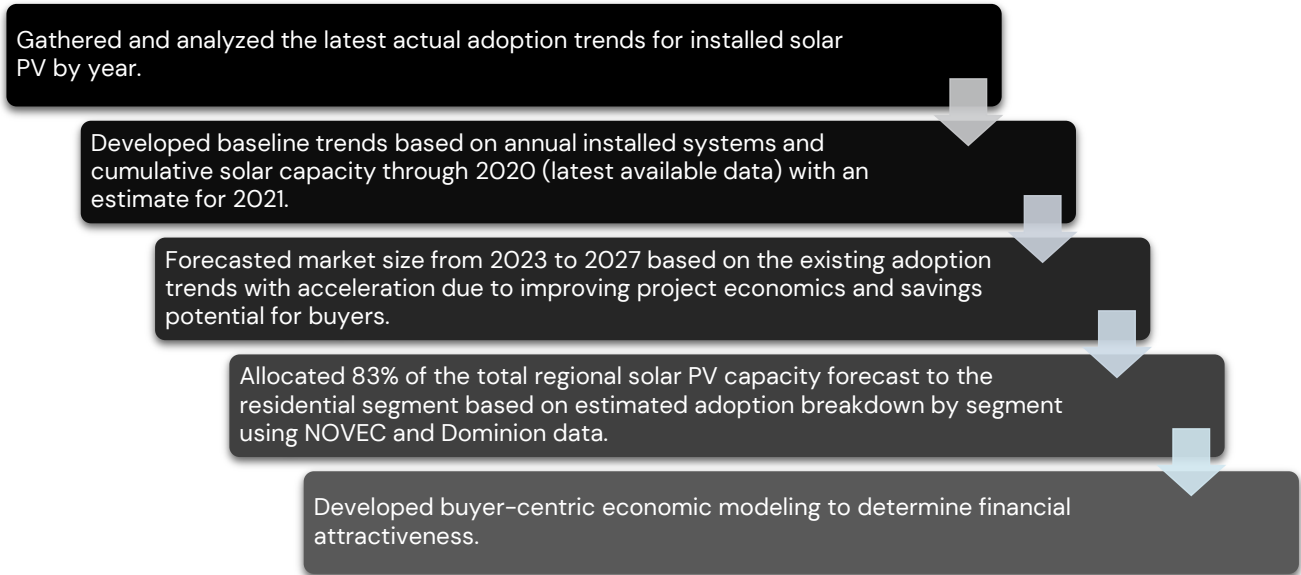 Gathered and analyzed the latest actual adoption trends for installed solar
PV by year.
Developed baseline trends based on annual installed systems and
cumulative solar capacity through 2020 (latest available data) with an
estimate for 2021.
Forecasted market size from 2023 to 2027 based on the existing adoption
trends with acceleration due to improving project economics and savings
potential for buyers.
Allocated 83% of the total regional solar PV capacity forecast to the
residential segment based on estimated adoption breakdown by segment
using NOVEC and Dominion data.
Developed buyer-centric economic modeling to determine financial
attractiveness.